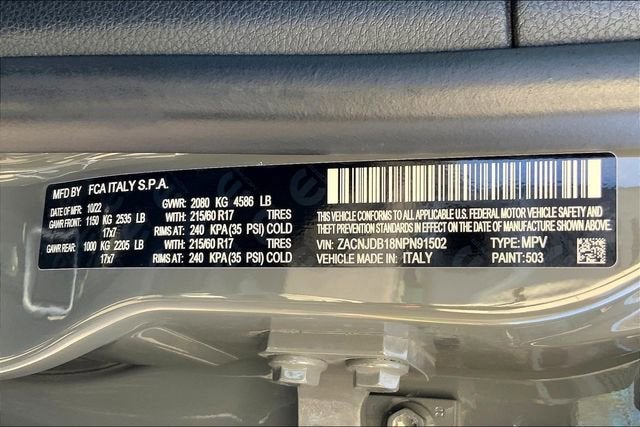 MFD BY FCA ITALY S.P.A.
DATE OF MFR: 10/22 GVWR: 2080 KG 4586 LB
GAWR FRONT: 1150 KG 2535 LB WITH: 215/60 R17 TIRES
17x7 RIMS AT: 240 KPA (35 PSI) COLD
GAWR REAR: 1000 KG 2205 LB WITH: 215/60 R17 TIRES
17x7 RIMS AT: 240 KPA (35 PSI) COLD
THIS VEHICLE CONFORMS TO ALL APPLICABLE U.S. FEDERAL MOTOR VEHICLE SAFETY AND
THEFT PREVENTION STANDARDS IN EFFECT ON THE DATE OF MANUFACTURE SHOWN ABOVE.
VIN: ZACNJDB18NPN91502 TYPE: MPV
VEHICLE MADE IN: ITALY PAINT: 503